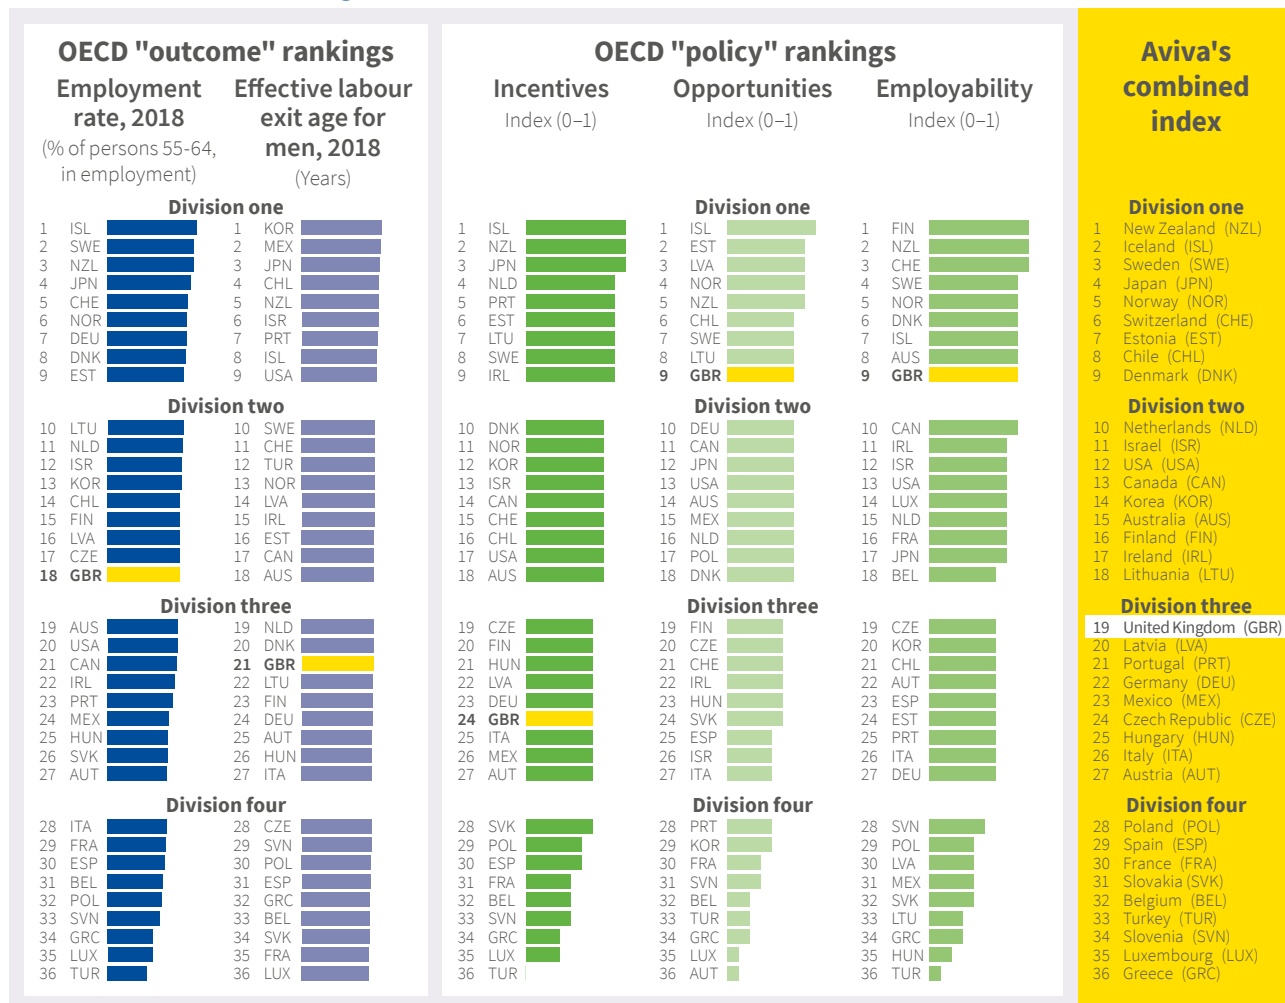 OECD "outcome" rankings
Employment
rate, 2018
(% of persons 55-64,
in employment)
Effective labour
exit age for
men, 2018
(Years)
Division one
1 ISL
2 SWE
3 NZL
4 JPN
5 CHE
6 NOR
7 DEU
8 DNK
9 EST
1 KOR
2 MEX
3 JPN
4 CHL
5 NZL
6 ISR
7 PRT
8 ISL
9 USA
Division two
10 LTU
11 NLD
12 ISR
13 KOR
14 CHL
15 FIN
16 LVA
17 CZE
18 GBR
10 SWE
11 CHE
12 TUR
13 NOR
14 LVA
15 IRL
16 EST
17 CAN
18 AUS
Division three
19 AUS
20 USA
21 CAN
22 IRL
23 PRT
24 MEX
25 HUN
26 SVK
27 AUT
19 NLD
20 DNK
21 GBR
22 LTU
23 FIN
24 DEU
25 AUT
26 HUN
27 ITA
Division four
28 ITA
29 FRA
30 ESP
31 BEL
32 POL
33 SVN
34 GRC
35 LUX
36 TUR
28 CZE
29 SVN
30 POL
31 ESP
32 GRC
33 BEL
34 SVK
35 FRA
36 LUX
OECD "policy" rankings
Incentives
Index (0–1)
Opportunities
Index (0–1)
Employability
Index (0–1)
Division one
1 ISL
2 NZL
3 JPN
4 NLD
5 PRT
6 EST
7 LTU
8 SWE
9 IRL
1 ISL
2 EST
3 LVA
4 NOR
5 NZL
6 CHL
7 SWE
8 LTU
9 GBR
1 FIN
2 NZL
3 CHE
4 SWE
5 NOR
6 DNK
7 ISL
8 AUS
9 GBR
Division two
10 DNK
11 NOR
12 KOR
13 ISR
14 CAN
15 CHE
16 CHL
17 USA
18 AUS
10 DEU
11 CAN
12 JPN
13 USA
14 AUS
15 MEX
16 NLD
17 POL
18 DNK
10 CAN
11 IRL
12 ISR
13 USA
14 LUX
15 NLD
16 FRA
17 JPN
18 BEL
Division three
19 CZE
20 FIN
21 HUN
22 LVA
23 DEU
24 GBR
25 ITA
26 MEX
27 AUT
19 FIN
20 CZE
21 CHE
22 IRL
23 HUN
24 SVK
25 ESP
26 ISR
27 ITA
19 CZE
20 KOR
21 CHL
22 AUT
23 ESP
24 EST
25 PRT
26 ITA
27 DEU
Division four
28 SVK
29 POL
30 ESP
31 FRA
32 BEL
33 SVN
34 GRC
35 LUX
36 TUR
28 PRT
29 KOR
30 FRA
31 SVN
32 BEL
33 TUR
34 GRC
35 LUX
36 AUT
28 SVN
29 POL
30 LVA
31 MEX
32 SVK
33 LTU
34 GRC
35 HUN
36 TUR
Aviva's
combined
index
Division one
1 New Zealand (NZL)
2 Iceland (ISL)
3 Sweden (SWE)
4 Japan (JPN)
5 Norway (NOR)
6 Switzerland (CHE)
7 Estonia (EST)
8 Chile (CHL)
9 Denmark (DNK)
Division two
10 Netherlands (NLD)
11 Israel (ISR)
12 USA (USA)
13 Canada (CAN)
14 Korea (KOR)
15 Australia (AUS)
16 Finland (FIN)
17 Ireland (IRL)
18 Lithuania (LTU)
Division three
19 United Kingdom (GBR)
20 Latvia (LVA)
21 Portugal (PRT)
22 Germany (DEU)
23 Mexico (MEX)
24 Czech Republic (CZE)
25 Hungary (HUN)
26 Italy (ITA)
27 Austria (AUT)
Division four
28 Poland (POL)
29 Spain (ESP)
30 France (FRA)
31 Slovakia (SVK)
32 Belgium (BEL)
33 Turkey (TUR)
34 Slovenia (SVN)
35 Luxembourg (LUX)
36 Greece (GRC)